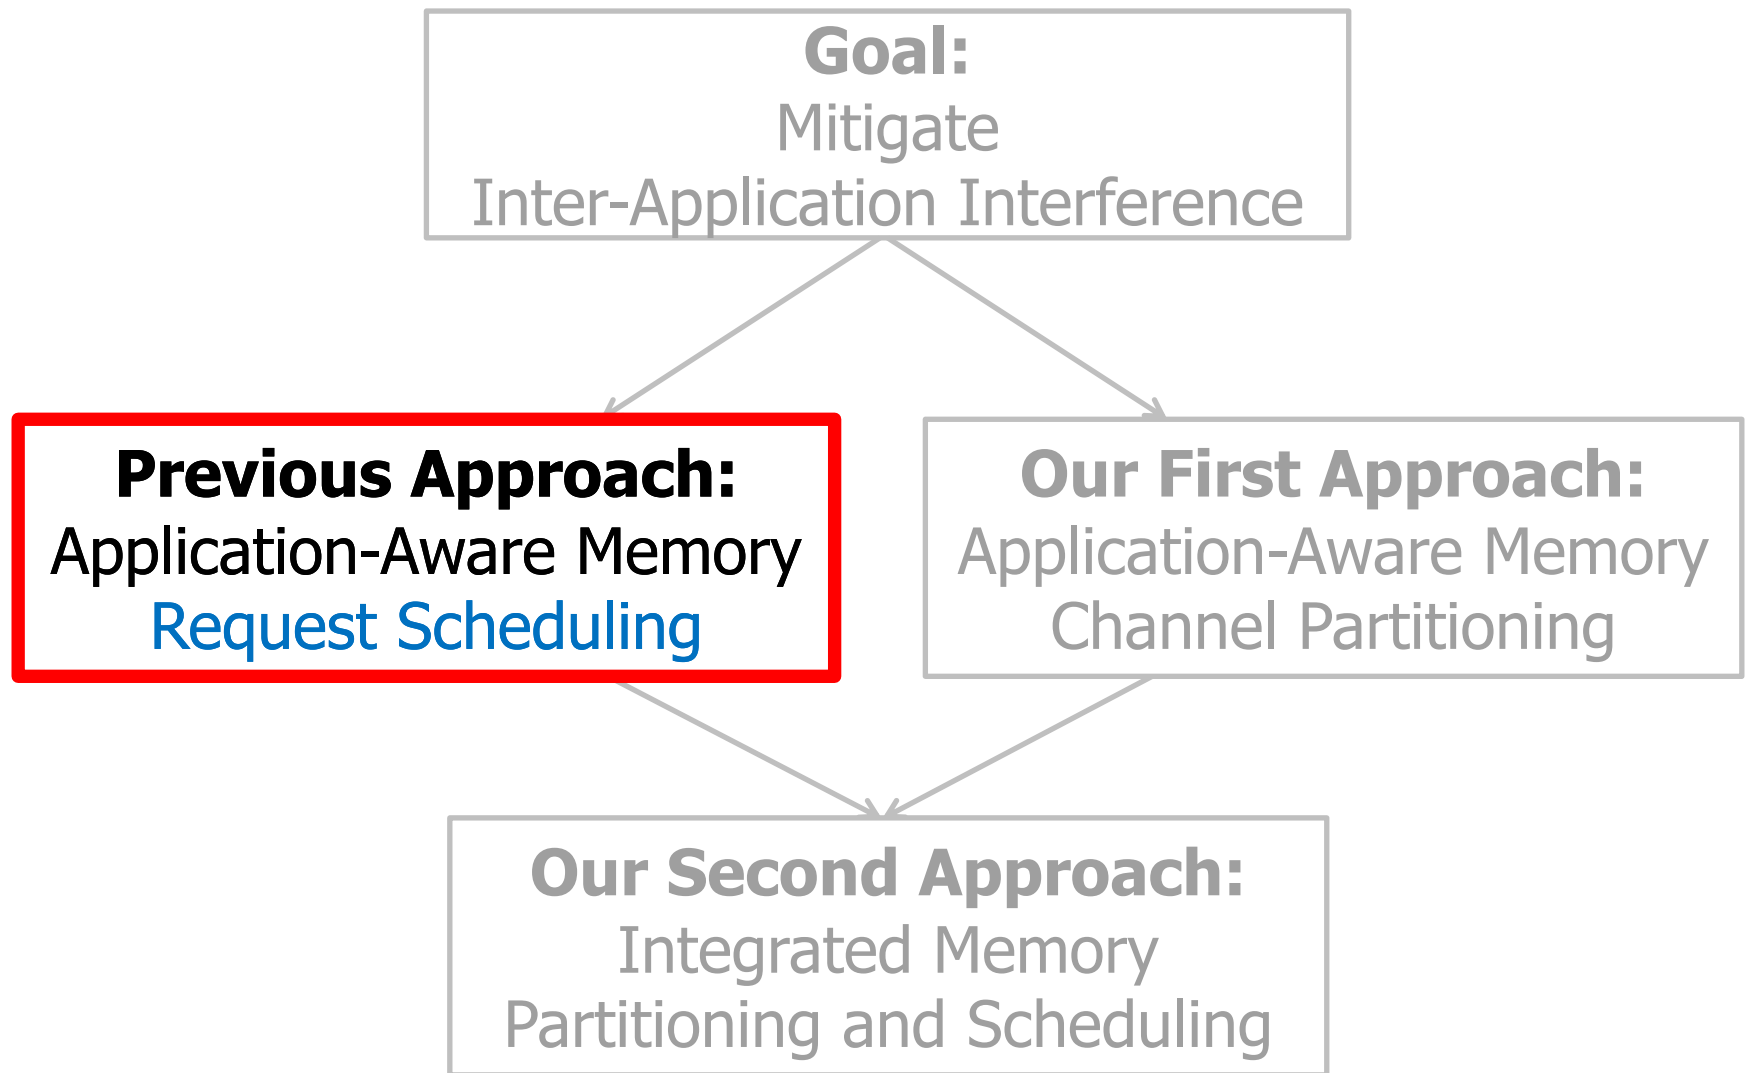 Goal:
Mitigate
Inter-Application Interference
Previous Approach:
Application-Aware Memory
Request Scheduling
Our First Approach:
Application-Aware Memory
Channel Partitioning
Our Second Approach:
Integrated Memory
Partitioning and Scheduling